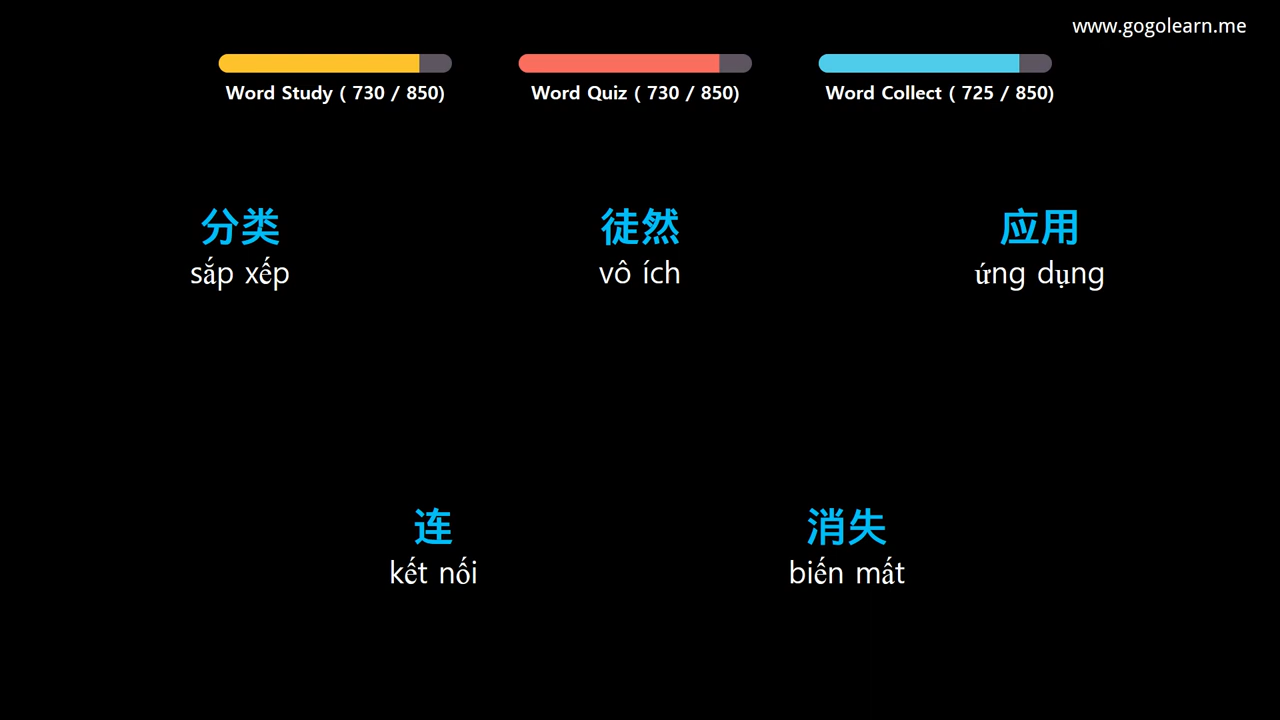 www.gogolearn.me
Word Study ( 730 / 850)
Word Quiz ( 730 / 850)
Word Collect ( 725 / 850)
分类
sắp xếp
徒然
vô ích
应用
ứng dụng
连
kết nối
消失
biến mất